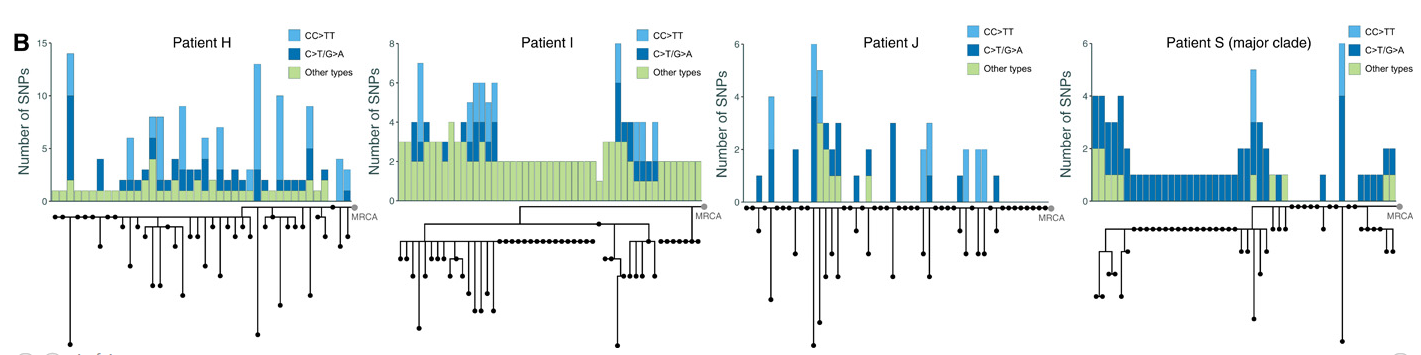 B
Patient H
CC>TT
C>T/G>A
Other types
Number of SNPs
15
10
5
0
MRCA
Patient I
CC>TT
C>T/G>A
Other types
Number of SNPs
8
6
4
2
0
MRCA
Patient J
CC>TT
C>T/G>A
Other types
Number of SNPs
6
4
2
0
MRCA
Patient S (major clade)
CC>TT
C>T/G>A
Other types
Number of SNPs
6
4
2
0
MRCA